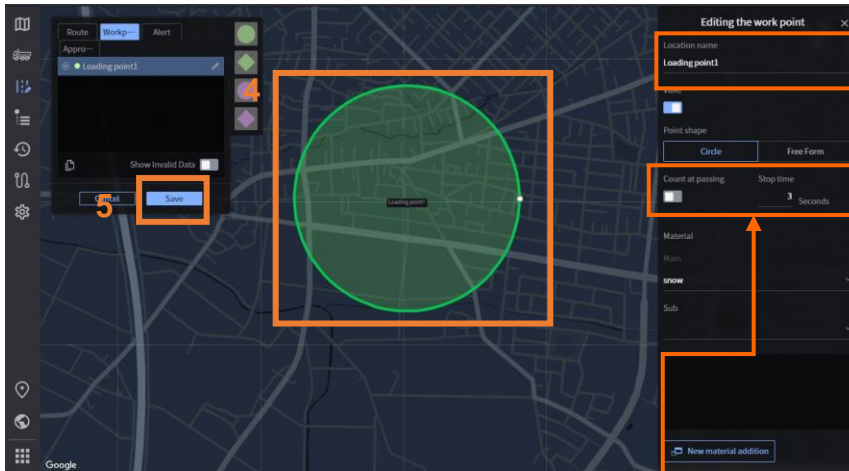 Route Workp··· Alert
Appro···
Loading point1
Show Invalid Data
Cancel Save
4
5
Loading point1
Google
Editing the work point
Location name
Loading point1
Valid
Point shape
Circle Free Form
Count at passing Stop time
3 Seconds
Material
Main
snow
Sub
New material addition